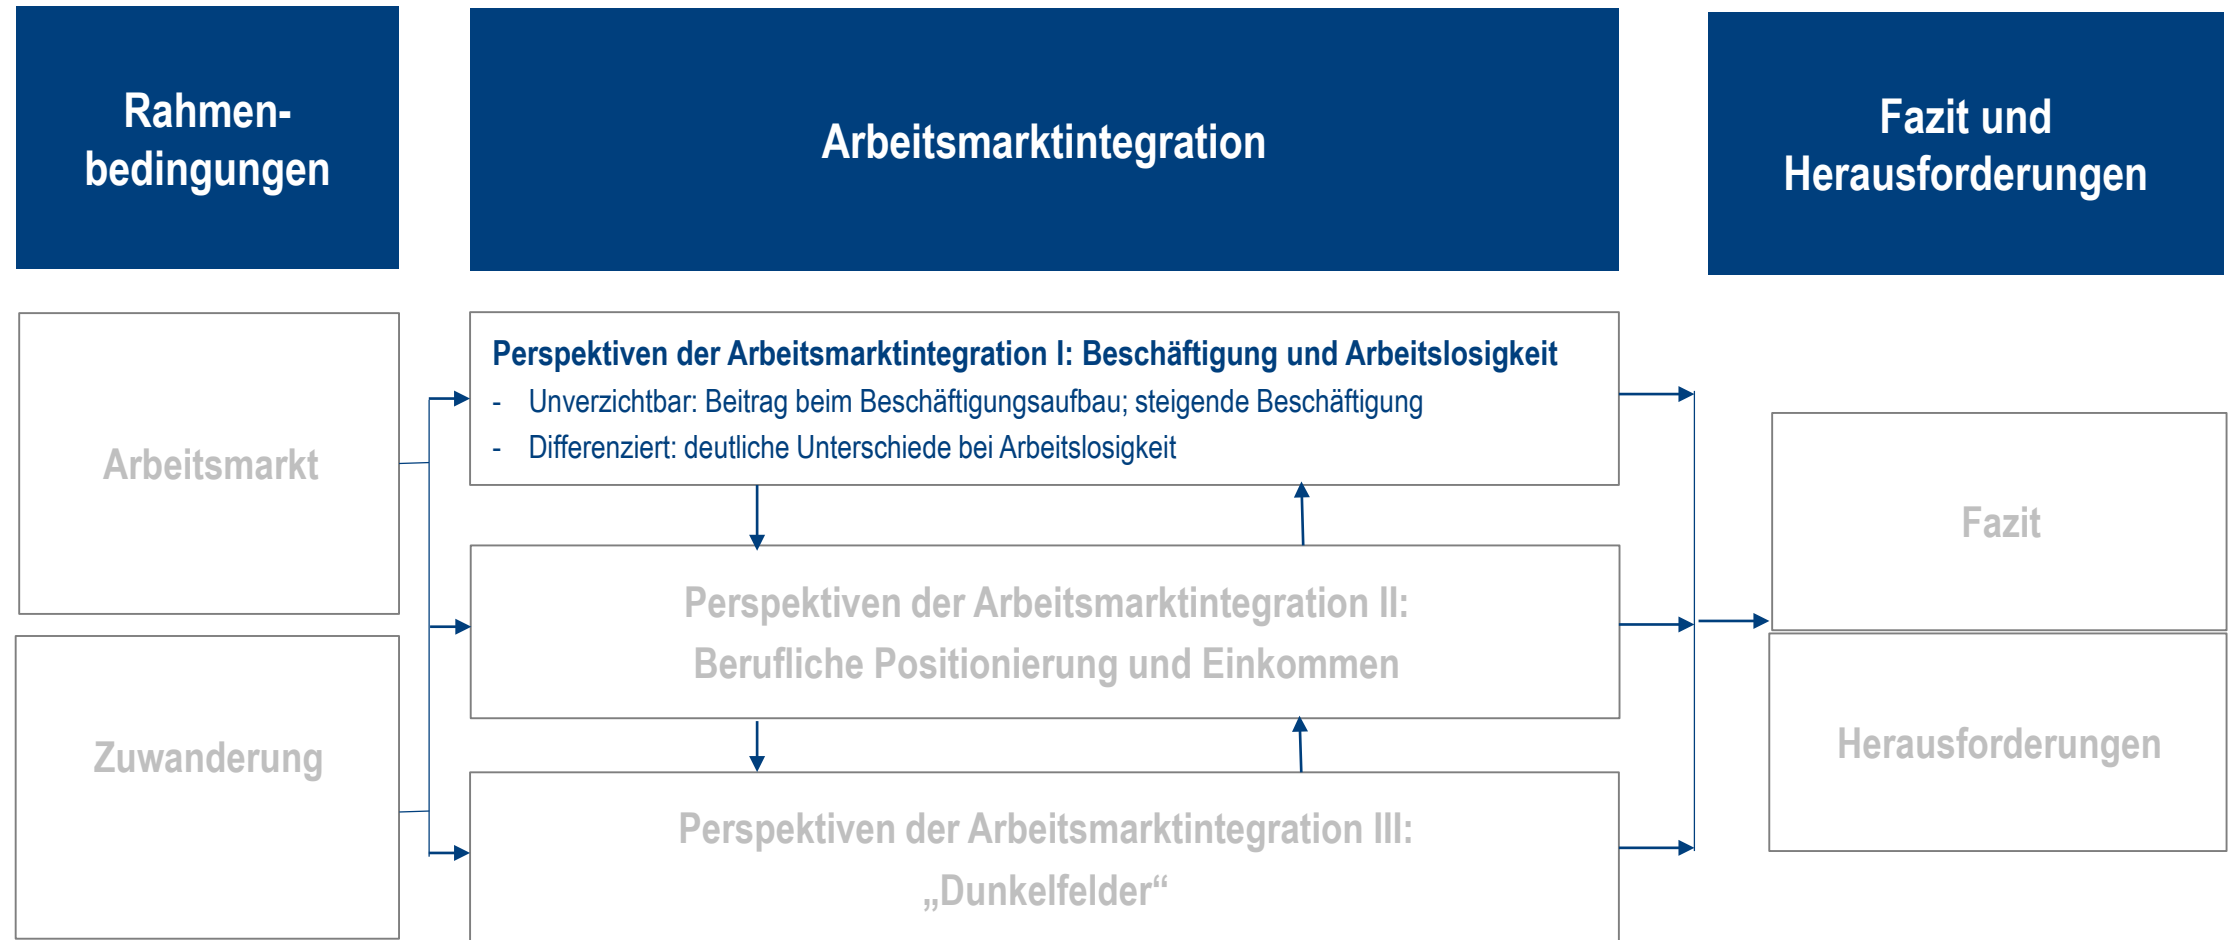 Rahmen-
bedingungen
Arbeitsmarktintegration
Fazit und
Herausforderungen
Arbeitsmarkt
Zuwanderung
Perspektiven der Arbeitsmarktintegration I: Beschäftigung und Arbeitslosigkeit
- Unverzichtbar: Beitrag beim Beschäftigungsaufbau; steigende Beschäftigung
- Differenziert: deutliche Unterschiede bei Arbeitslosigkeit
Perspektiven der Arbeitsmarktintegration II:
Berufliche Positionierung und Einkommen
Perspektiven der Arbeitsmarktintegration III:
„Dunkelfelder“
Fazit
Herausforderungen